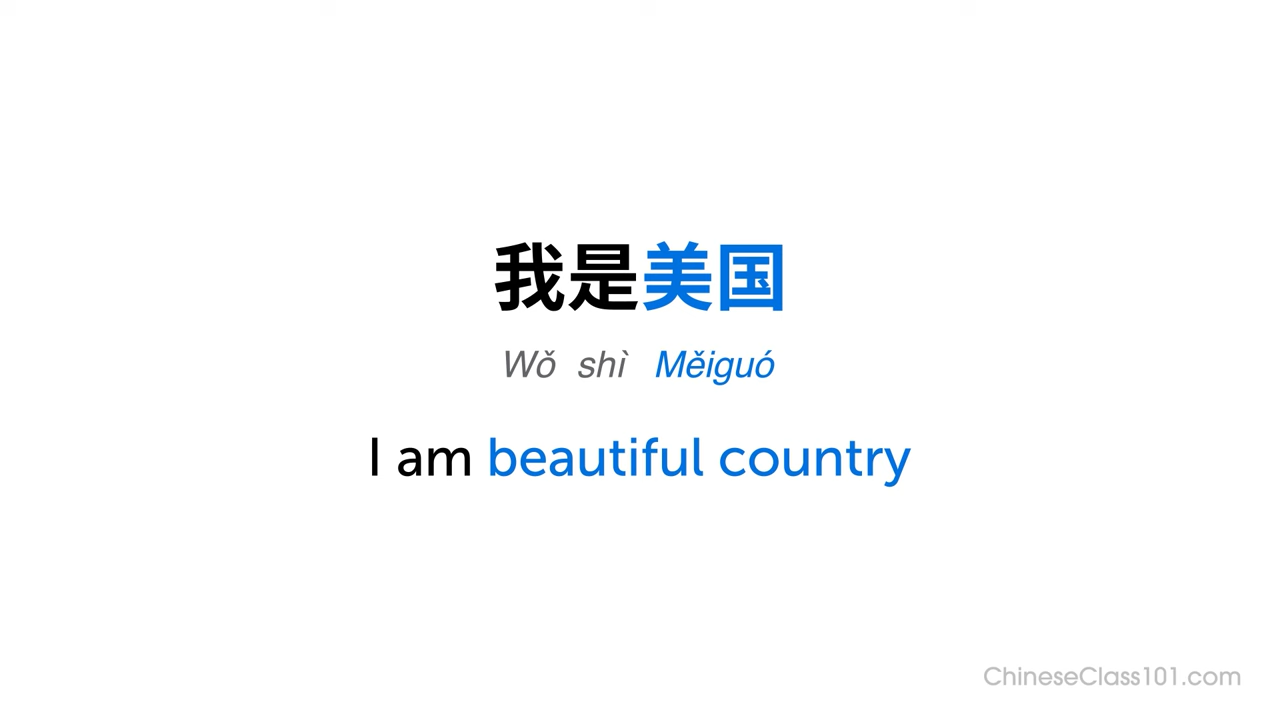 我是美国
Wǒ shì Měiguó
I am beautiful country
ChineseClass101.com